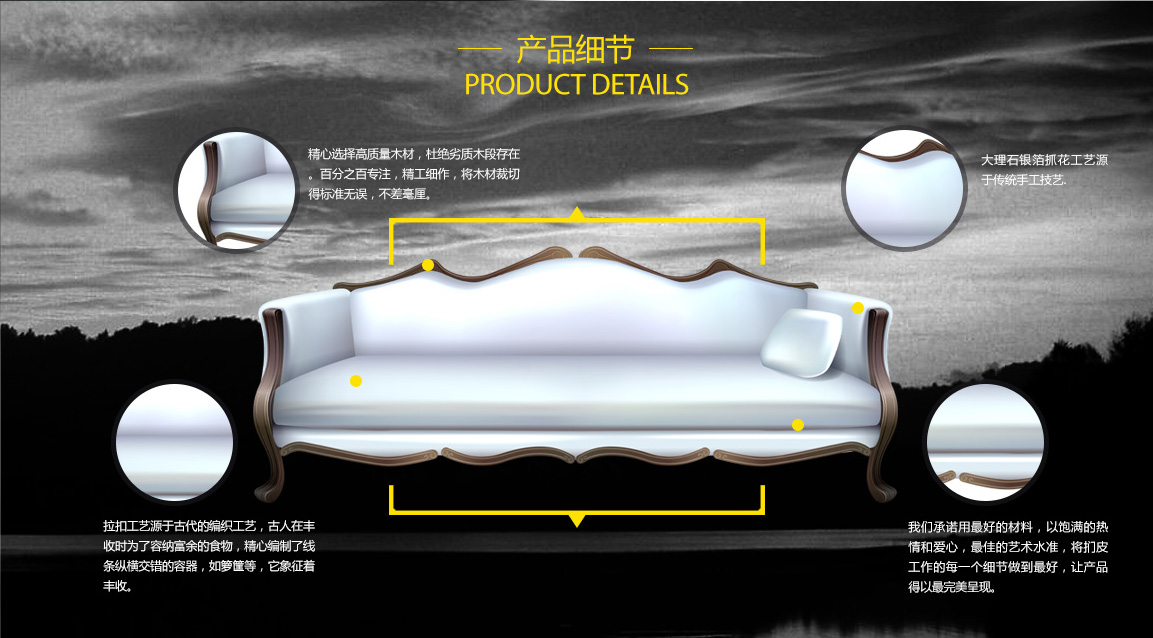 产品细节
PRODUCT DETAILS
精心选择高质量木材，杜绝劣质木段存在
。百分之百专注，精工细作，将木材裁切
得标准无误，不差毫厘。
大理石银箔抓花工艺源
于传统手工技艺.
拉扣工艺源于古代的编织工艺，古人在丰
收时为了容纳富余的食物，精心编制了线
条纵横交错的容器，如箩筐等，它象征着
丰收。
我们承诺用最好的材料，以饱满的热
情和爱心，最佳的艺术水准，将扪皮
工作的每一个细节做到最好，让产品
得以最完美呈现。